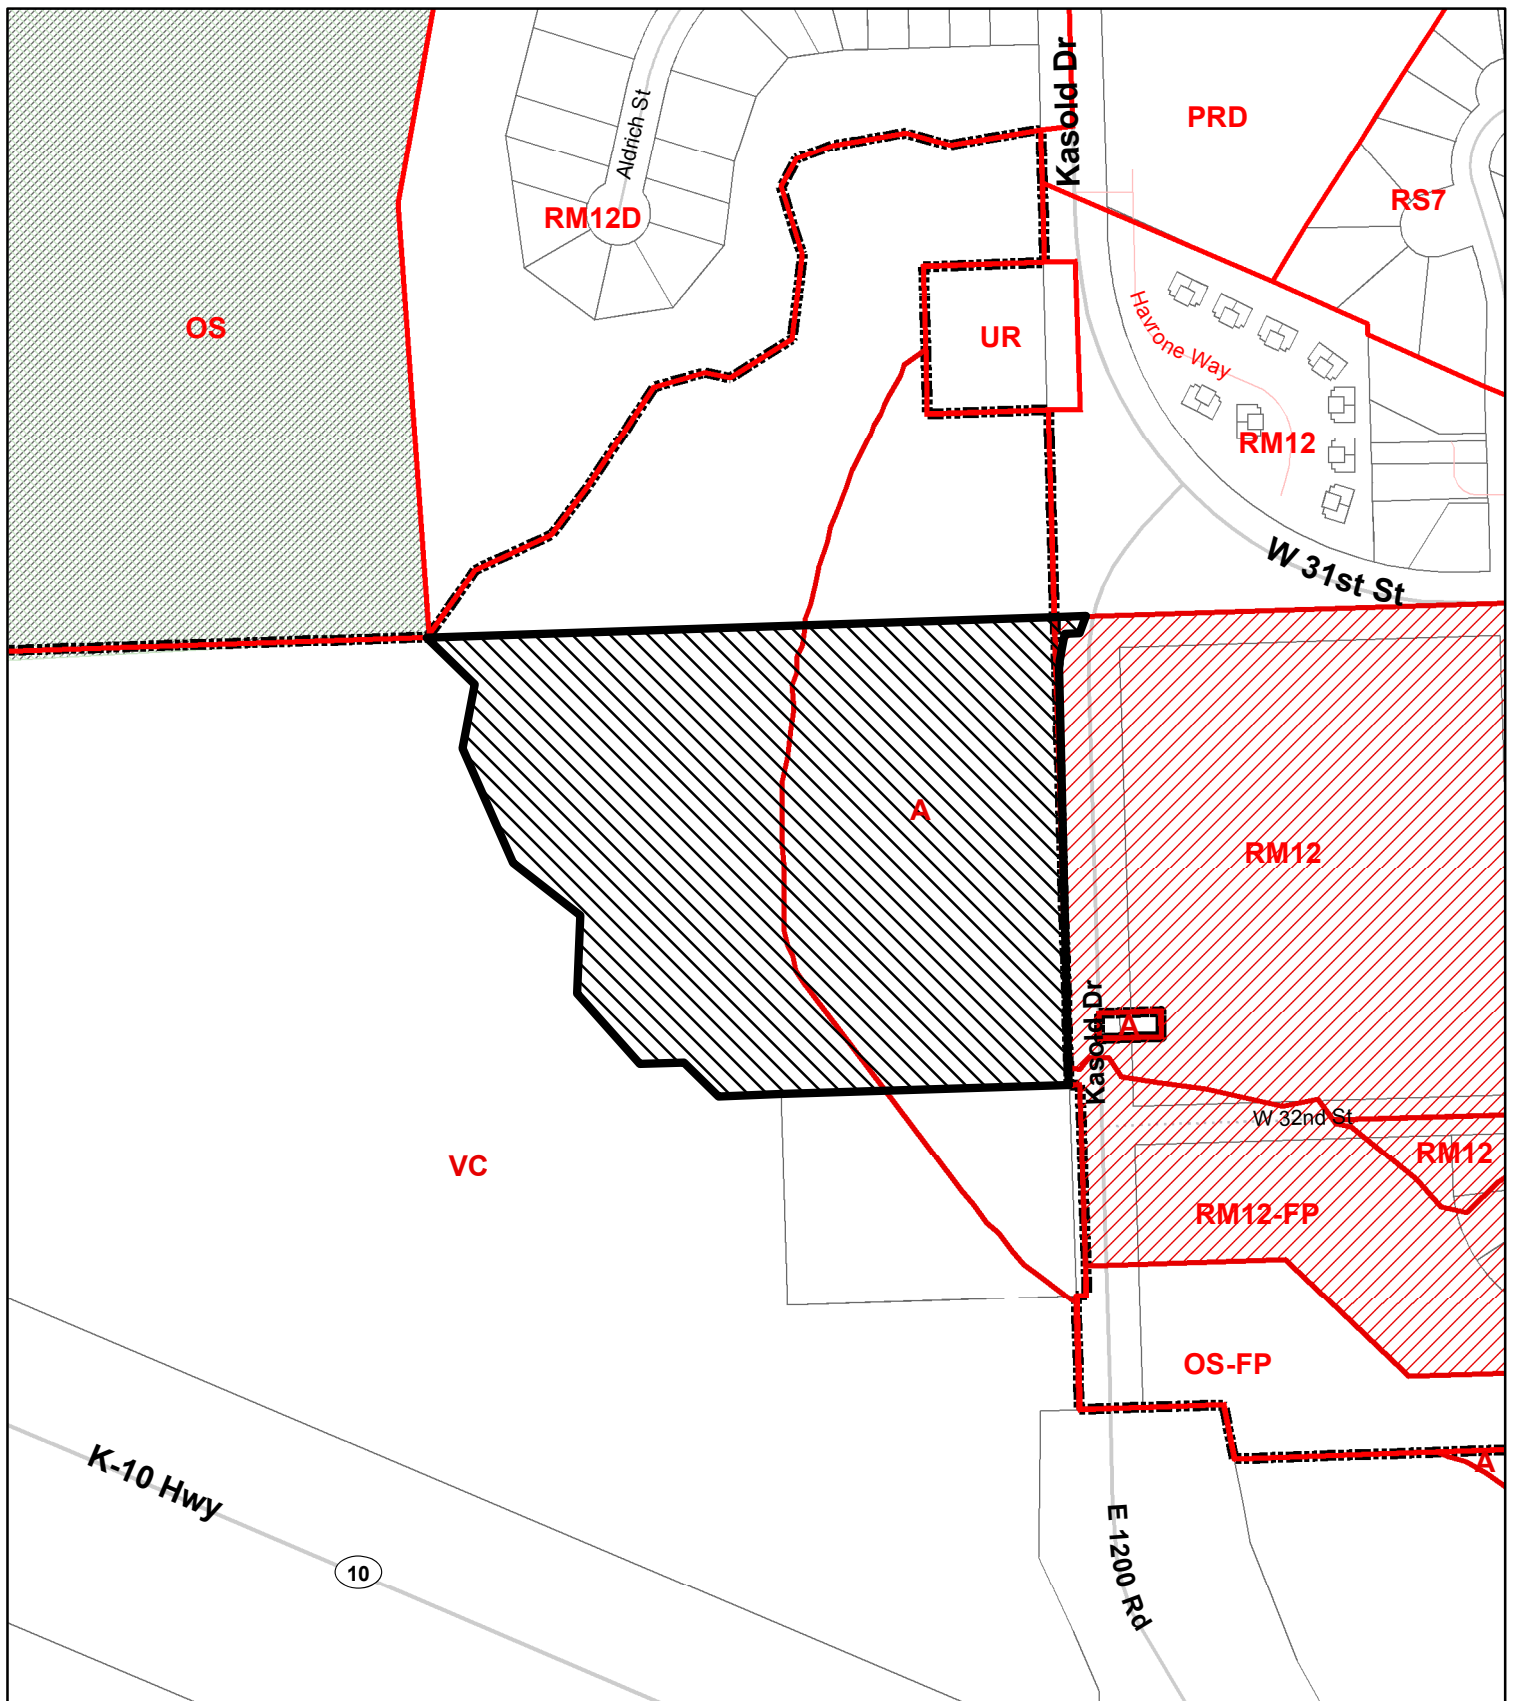 Kasold Dr
PRD
Aldrich St
RS7
RM12D
OS
UR
Havrone Way
RM12
W 31st St
A
RM12
Kasold Dr
A
W 32nd St
RM12
VC
RM12-FP
OS-FP
K-10 Hwy
A
E 1200 Rd
10